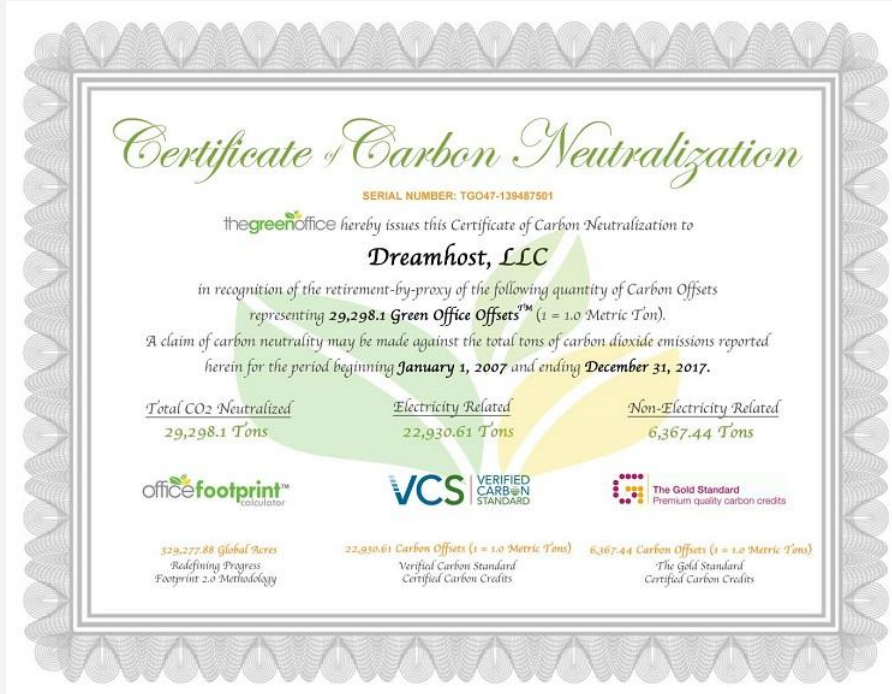 Certificate of Carbon Neutralization
SERIAL NUMBER: TGO47-139487501
thegreenoffice hereby issues this Certificate of Carbon Neutralization to
Dreamhost, LLC
in recognition of the retirement-by-proxy of the following quantity of Carbon Offsets
representing 29,298.1 Green Office Offsets™ (1 = 1.0 Metric Ton).
A claim of carbon neutrality may be made against the total tons of carbon dioxide emissions reported
herein for the period beginning January 1, 2007 and ending December 31, 2017.
Total CO2 Neutralized
29,298.1 Tons
Electricity Related
22,930.61 Tons
Non-Electricity Related
6,367.44 Tons
officefootprint™
calculator
VCS
VERIFIED
CARBON
STANDARD
The Gold Standard
Premium quality carbon credits
329,277.88 Global Acres
Redefining Progress
Footprint 2.0 Methodology
22,930.61 Carbon Offsets (1 = 1.0 Metric Tons)
Verified Carbon Standard
Certified Carbon Credits
6,367.44 Carbon Offsets (1 = 1.0 Metric Tons)
The Gold Standard
Certified Carbon Credits